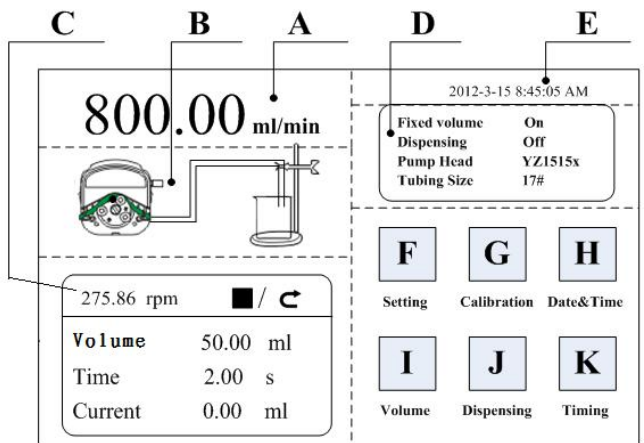 C B A D E
2012-3-15 8:45:05 AM
800.00 ml/min
Fixed volume On
Dispensing Off
Pump Head YZ1515x
Tubing Size 17#
F G H
Setting Calibration Date&Time
275.86 rpm ■/
Volume 50.00 ml
Time 2.00 s
Current 0.00 ml
I J K
Volume Dispensing Timing